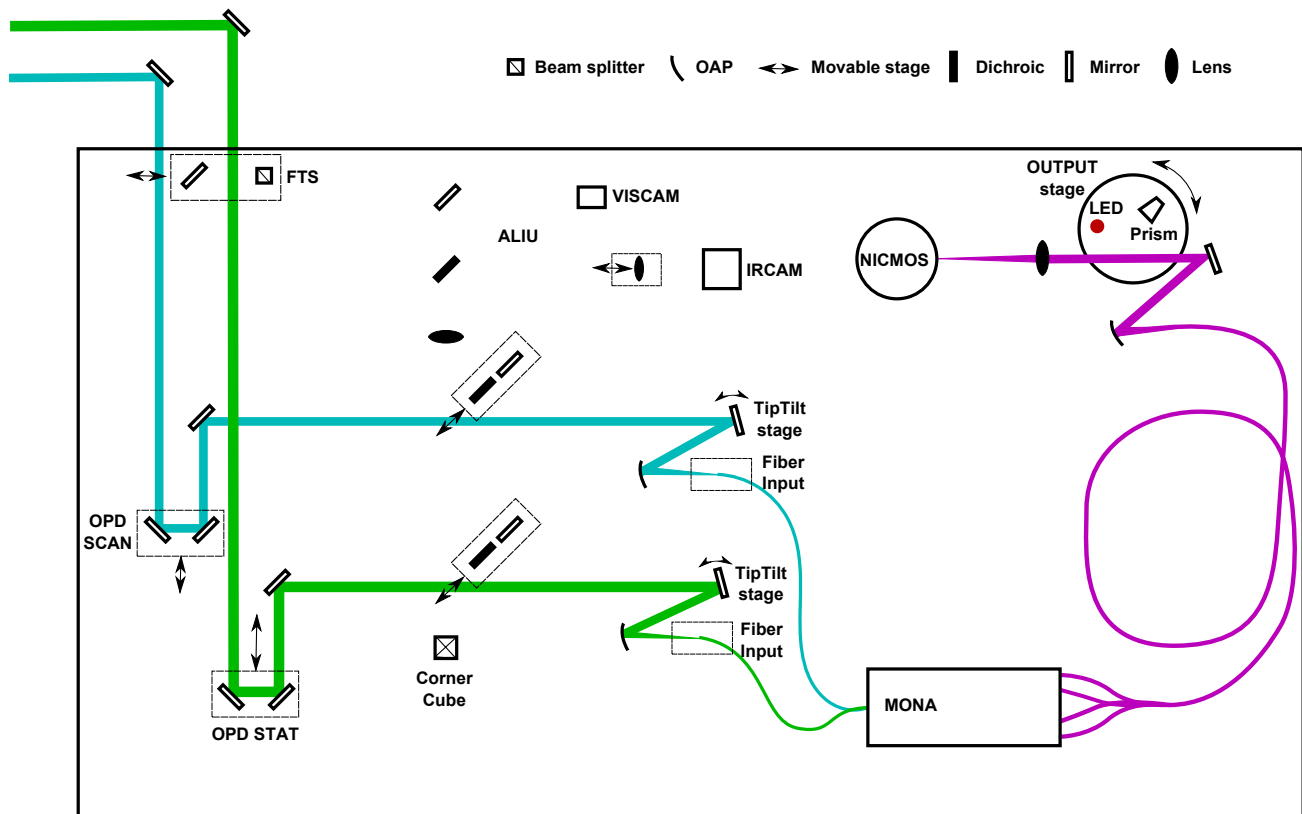 Beam splitter
OAP
Movable stage
Dichroic
Mirror
Lens
FTS
VISCAM
OUTPUT
stage
LED
Prism
ALIU
IRCAM
NICMOS
TipTilt
stage
Fiber
Input
OPD
SCAN
TipTilt
stage
Fiber
Input
Corner
Cube
MONA
OPD STAT